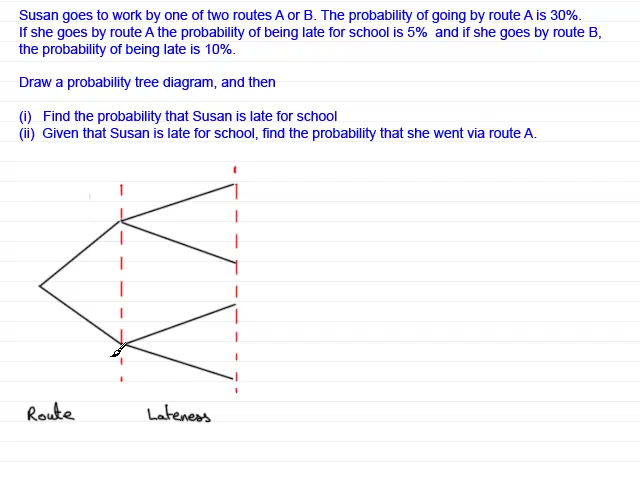 Susan goes to work by one of two routes A or B. The probability of going by route A is 30%.
If she goes by route A the probability of being late for school is 5% and if she goes by route B,
the probability of being late is 10%.
Draw a probability tree diagram, and then
(i) Find the probability that Susan is late for school
(ii) Given that Susan is late for school, find the probability that she went via route A.
Route Lateness